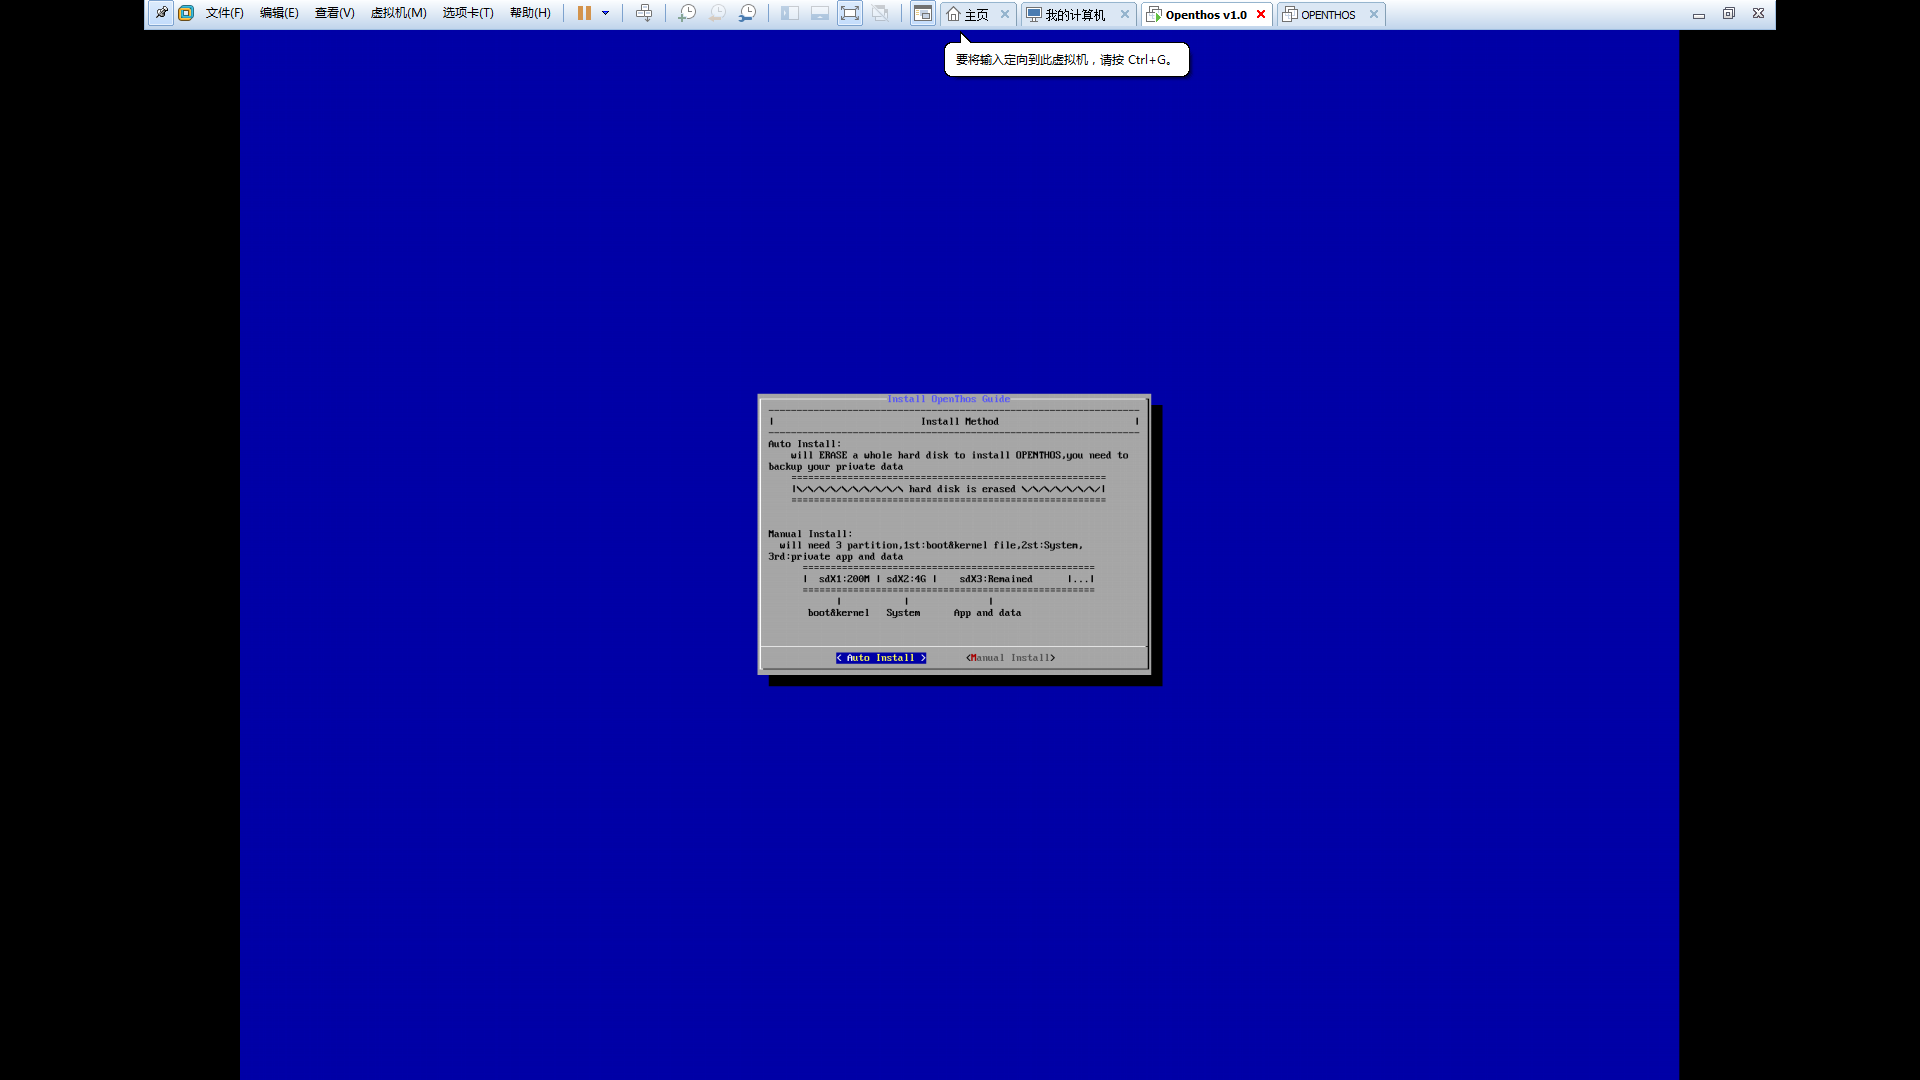 文件(F) 编辑(E) 查看(V) 虚拟机(M) 选项卡(T) 帮助(H) 主页 我的计算机 Openthos v1.0 OPENTHOS
要将输入定向到此虚拟机，请按 Ctrl+G。
Install OpenThos Guide
Install Method
Auto Install:
will ERASE a whole hard disk to install OPENTHOS,you need to
backup your private data
hard disk is erased
Manual Install:
will need 3 partition,1st:boot&kernel file,2st:System,
3rd:private app and data
| sdX1:200M | sdX2:4G | sdX3:Remained |...|
boot&kernel System App and data
< Auto Install > <Manual Install>